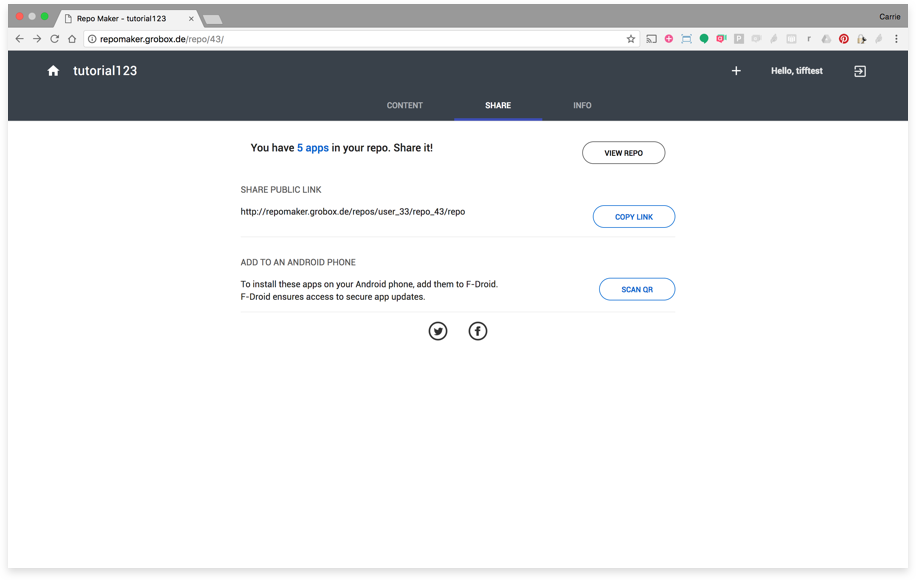 Repo Maker - tutorial123
Carrie
repomaker.grobox.de/repo/43/
tutorial123
Hello, tifftest
CONTENT SHARE INFO
You have 5 apps in your repo. Share it!
VIEW REPO
SHARE PUBLIC LINK
http://repomaker.grobox.de/repos/user_33/repo_43/repo
COPY LINK
ADD TO AN ANDROID PHONE
To install these apps on your Android phone, add them to F-Droid.
F-Droid ensures access to secure app updates.
SCAN QR